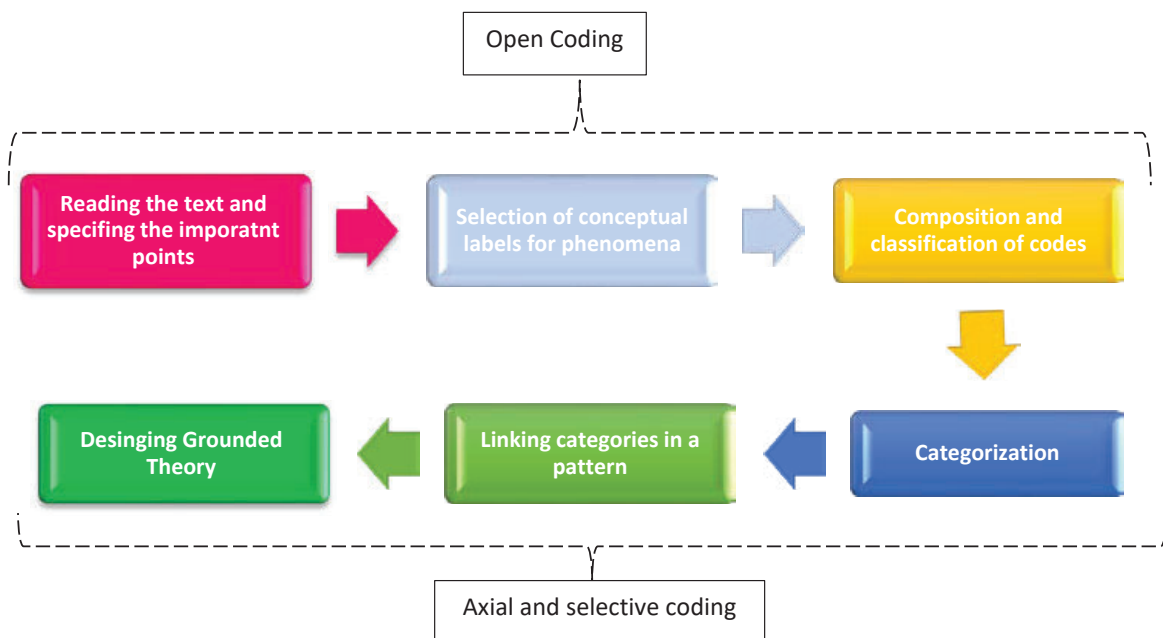 Open Coding
Reading the text and
specifing the imporatnt
points
Selection of conceptual
labels for phenomena
Composition and
classification of codes
Categorization
Linking categories in a
pattern
Desinging Grounded
Theory
Axial and selective coding